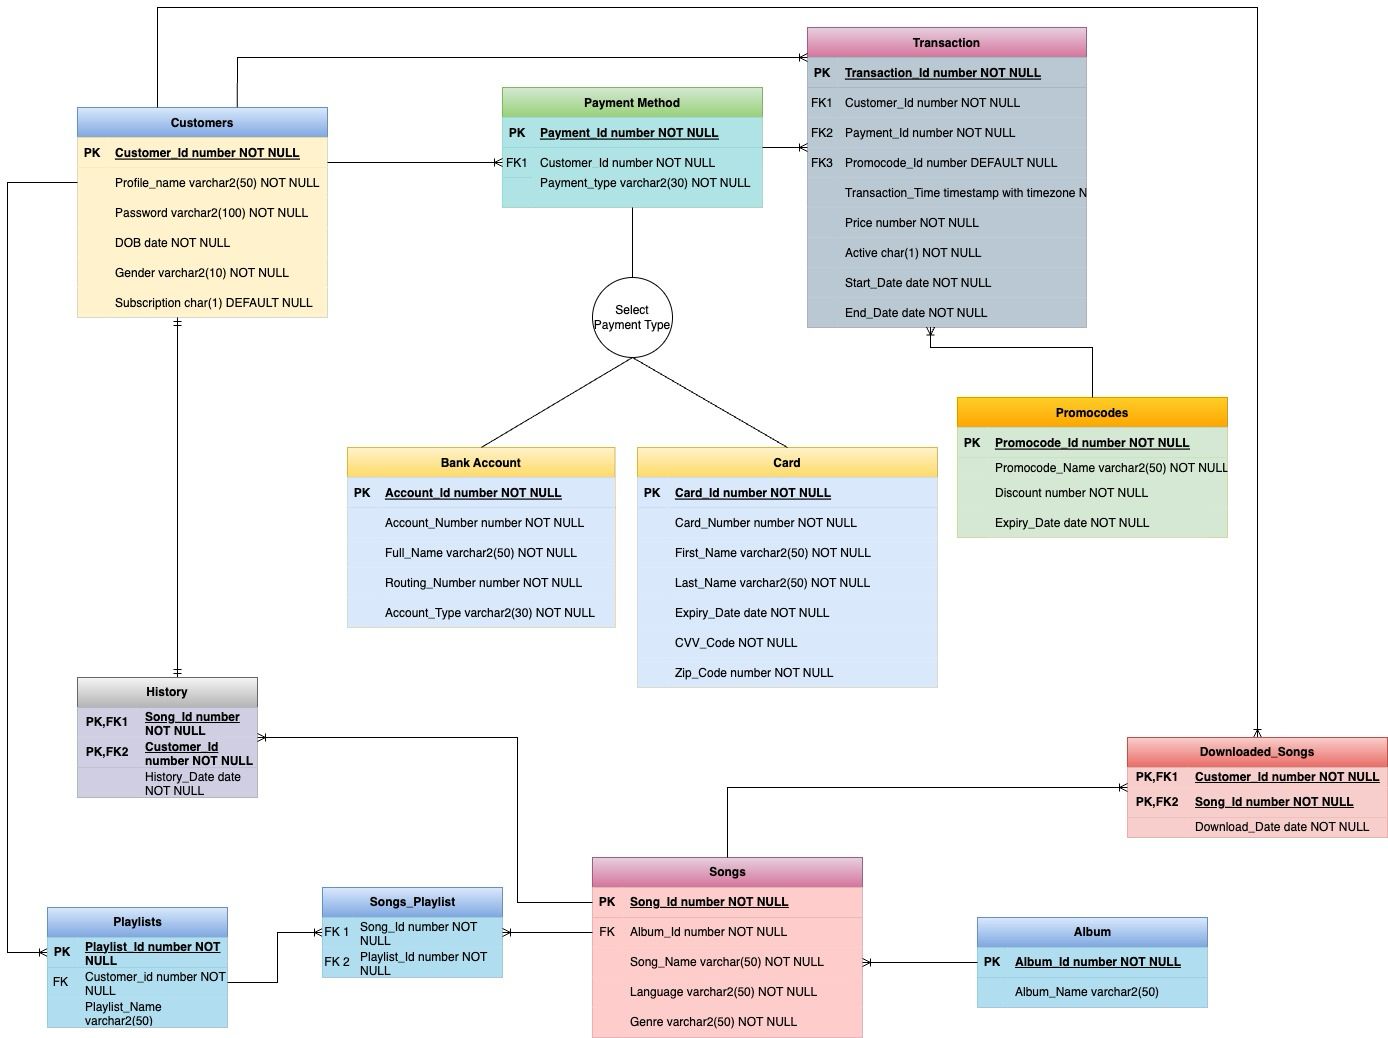 Transaction
PK Transaction_Id number NOT NULL
FK1 Customer_Id number NOT NULL
FK2 Payment_Id number NOT NULL
FK3 Promocode_Id number DEFAULT NULL
Transaction_Time timestamp with timezone N
Price number NOT NULL
Active char(1) NOT NULL
Start_Date date NOT NULL
End_Date date NOT NULL
Payment Method
PK Payment_Id number NOT NULL
FK1 Customer_Id number NOT NULL
Payment_type varchar2(30) NOT NULL
Customers
PK Customer_Id number NOT NULL
Profile_name varchar2(50) NOT NULL
Password varchar2(100) NOT NULL
DOB date NOT NULL
Gender varchar2(10) NOT NULL
Subscription char(1) DEFAULT NULL
Select
Payment Type
Promocodes
PK Promocode_Id number NOT NULL
Promocode_Name varchar2(50) NOT NULL
Discount number NOT NULL
Expiry_Date date NOT NULL
Bank Account
PK Account_Id number NOT NULL
Account_Number number NOT NULL
Full_Name varchar2(50) NOT NULL
Routing_Number number NOT NULL
Account_Type varchar2(30) NOT NULL
Card
PK Card_Id number NOT NULL
Card_Number number NOT NULL
First_Name varchar2(50) NOT NULL
Last_Name varchar2(50) NOT NULL
Expiry_Date date NOT NULL
CVV_Code NOT NULL
Zip_Code number NOT NULL
History
PK,FK1 Song_Id number
NOT NULL
PK,FK2 Customer_Id
number NOT NULL
History_Date date
NOT NULL
Downloaded_Songs
PK,FK1 Customer_Id number NOT NULL
PK,FK2 Song_Id number NOT NULL
Download_Date date NOT NULL
Songs
PK Song_Id number NOT NULL
FK Album_Id number NOT NULL
Song_Name varchar(50) NOT NULL
Language varchar2(50) NOT NULL
Genre varchar2(50) NOT NULL
Songs_Playlist
FK 1 Song_Id number NOT
NULL
FK 2 Playlist_Id number NOT
NULL
Playlists
PK Playlist_Id number NOT
NULL
FK Customer_id number NOT
NULL
Playlist_Name
varchar2(50)
Album
PK Album_Id number NOT NULL
Album_Name varchar2(50)